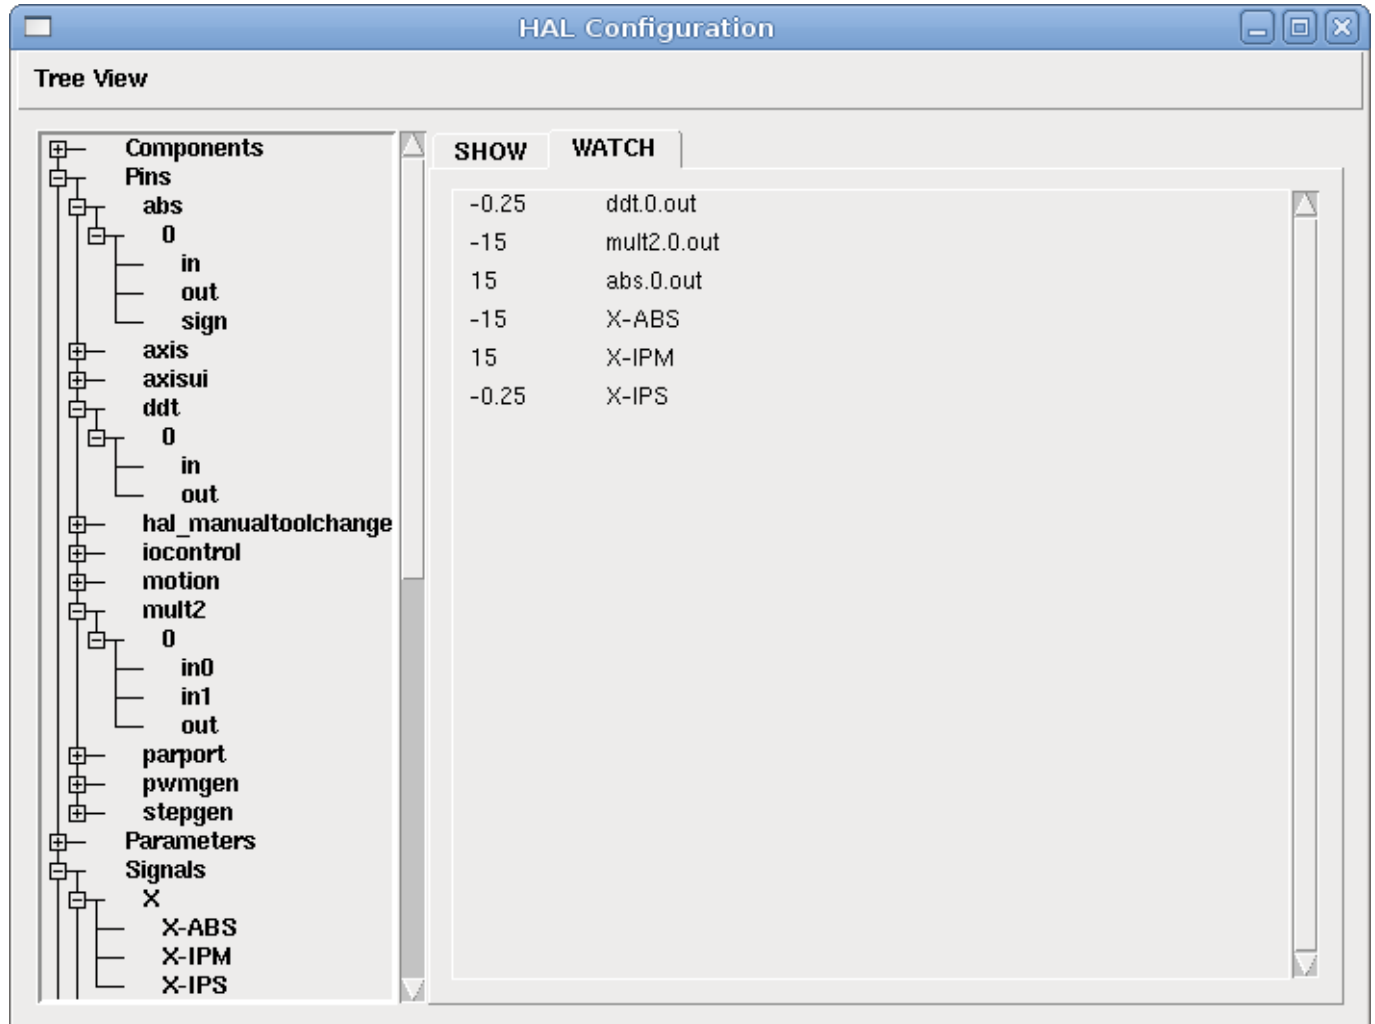 HAL Configuration
Tree View
Components
Pins
abs
0
in
out
sign
axis
axisui
ddt
0
in
out
hal_manualtoolchange
iocontrol
motion
mult2
0
in0
in1
out
parport
pwmgen
stepgen
Parameters
Signals
X
X-ABS
X-IPM
X-IPS
SHOW WATCH
-0.25 ddt.0.out
-15 mult2.0.out
15 abs.0.out
-15 X-ABS
15 X-IPM
-0.25 X-IPS